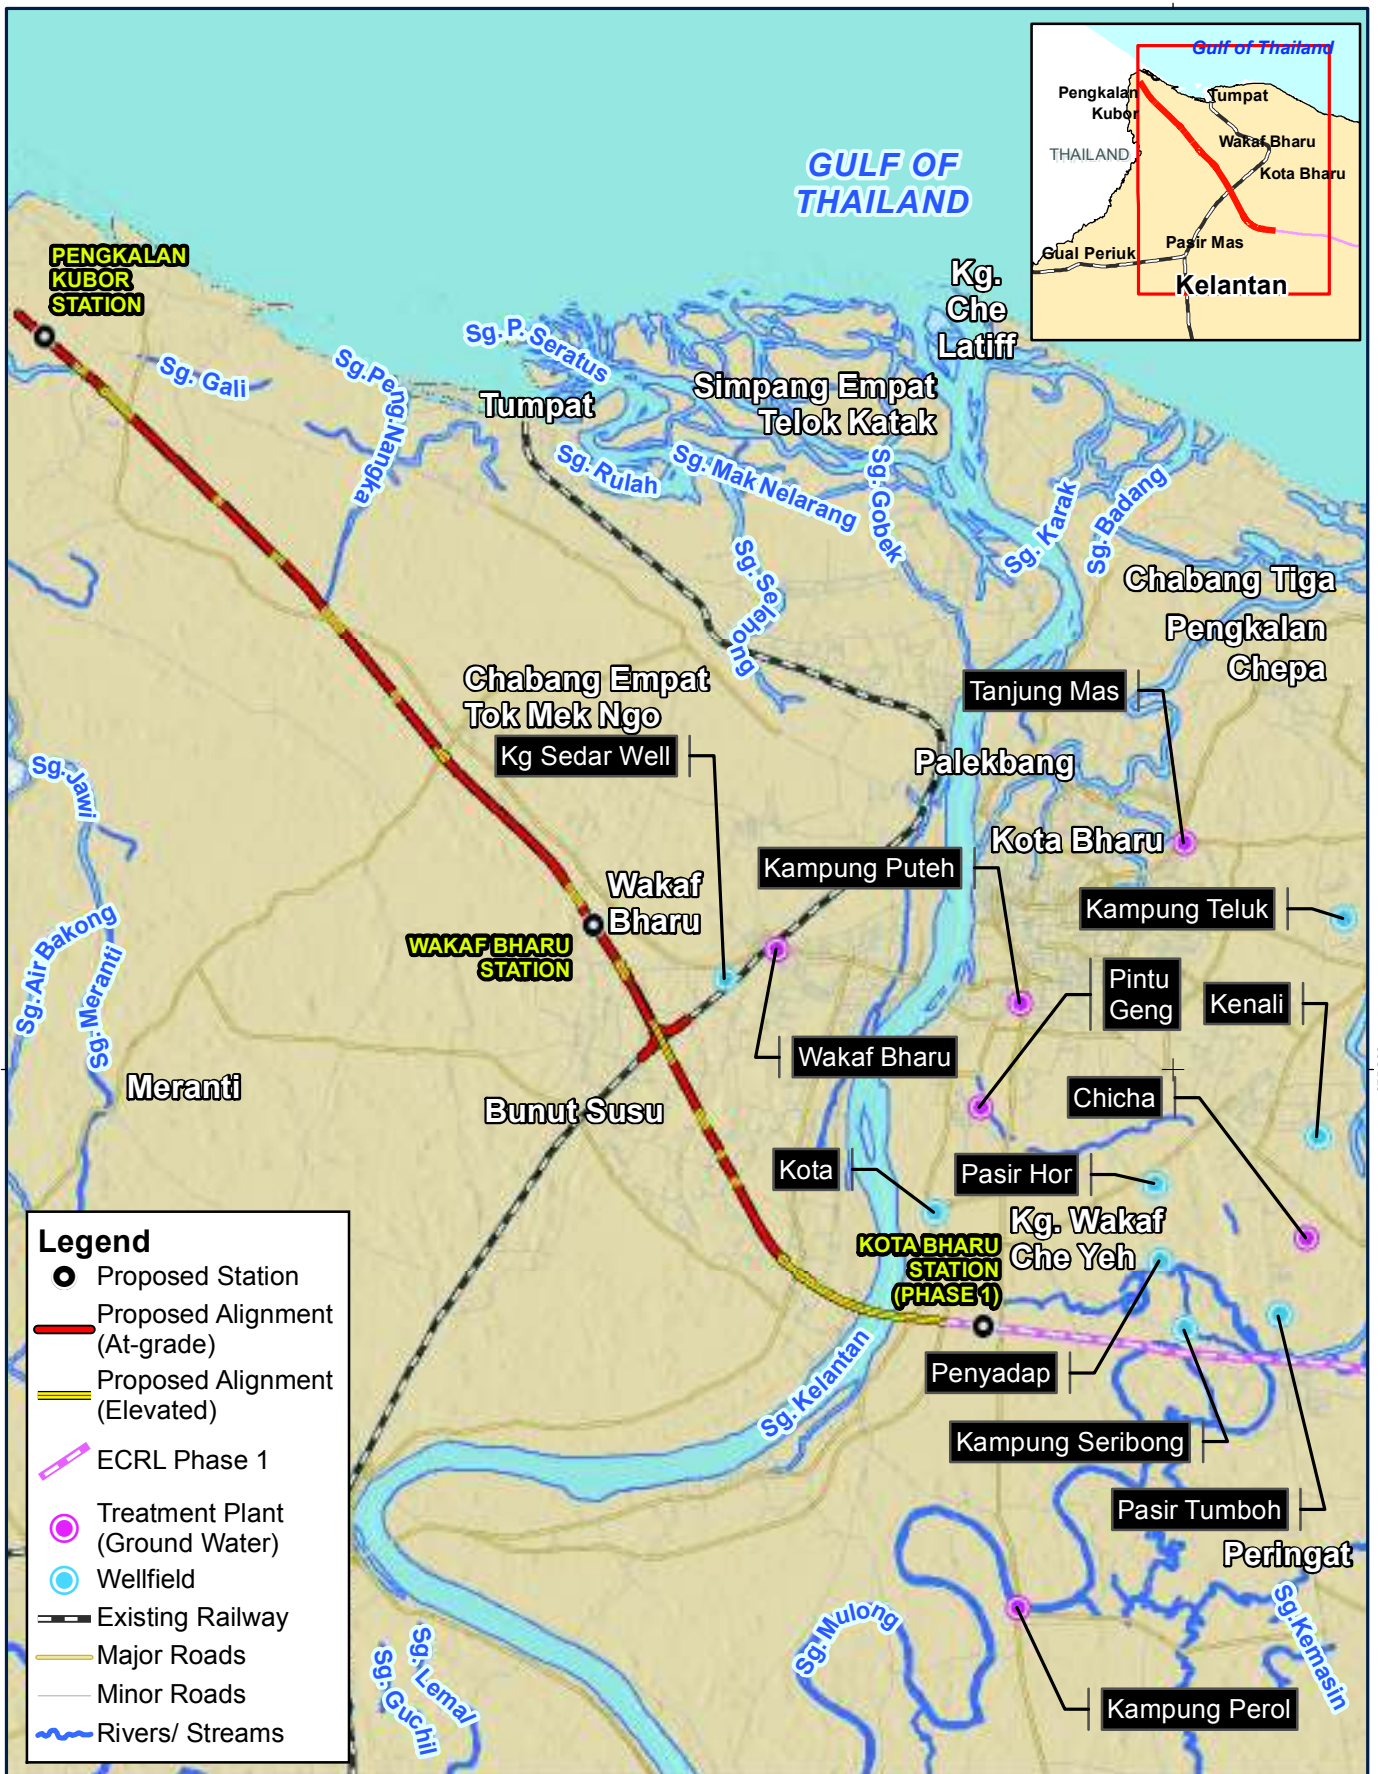 Gulf of Thailand
Pengkalan
Kubor
Tumpat
THAILAND
Wakaf Bharu
Kota Bharu
Pasir Mas
Gual Periuk
Kelantan
GULF OF
THAILAND
PENGKALAN
KUBOR
STATION
Kg.
Che
Latiff
Sg. P. Seratus
Sg. Gali
Sg.Peng.Nangka
Tumpat
Simpang Empat
Telok Katak
Sg. Rulah
Sg. Mak Nelarang
Sg. Gobek
Sg. Karak
Sg. Badang
Sg. Selehong
Chabang Tiga
Pengkalan
Chepa
Chabang Empat
Tok Mek Ngo
Tanjung Mas
Kg Sedar Well
Palekbang
Sg.Jawi
Kota Bharu
Kampung Puteh
Wakaf
Bharu
Kampung Teluk
WAKAF BHARU
STATION
Sg. Air Bakong
Sg. Meranti
Pintu
Geng
Kenali
Wakaf Bharu
Meranti
Bunut Susu
Chicha
Kota
Pasir Hor
Kg. Wakaf
Che Yeh
KOTA BHARU
STATION
(PHASE 1)
Sg. Kelantan
Penyadap
Kampung Seribong
Pasir Tumboh
Peringat
Sg. Mulong
Sg.Kemasin
Sg. Lemal
Sg. Guchil
Kampung Perol
Legend
Proposed Station
Proposed Alignment
(At-grade)
Proposed Alignment
(Elevated)
ECRL Phase 1
Treatment Plant
(Ground Water)
Wellfield
Existing Railway
Major Roads
Minor Roads
Rivers/ Streams